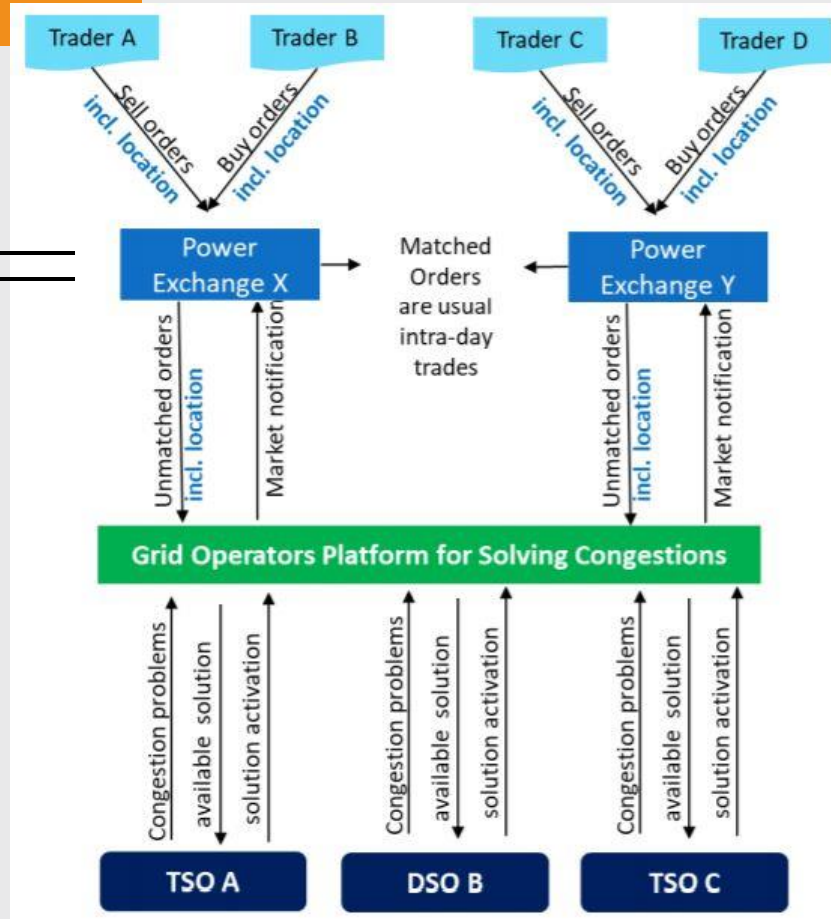 Trader A
Trader B
Trader C
Trader D
Sell orders
incl. location
Buy orders
incl. location
Sell orders
incl. location
Buy orders
incl. location
Power
Exchange X
Matched
Orders
are usual
intra-day
trades
Power
Exchange Y
Unmatched orders
incl. location
Market notification
Unmatched orders
incl. location
Market notification
Grid Operators Platform for Solving Congestions
Congestion problems
available solution
solution activation
Congestion problems
available solution
solution activation
Congestion problems
available solution
solution activation
TSO A
DSO B
TSO C